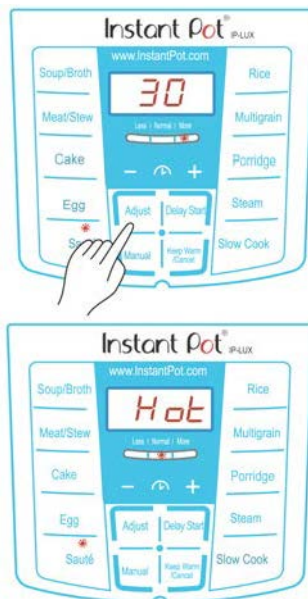 Instant Pot® IP-LUX
www.InstantPot.com
Soup/Broth
30
Rice
Meat/Stew
Less | Normal | More
Multigrain
Cake
− +
Porridge
Egg
Adjust
Delay Start
Steam
Sau
Manual
Keep Warm
/Cancel
Slow Cook
Instant Pot® IP-LUX
www.InstantPot.com
Soup/Broth
Hot
Rice
Meat/Stew
Less | Normal | More
Multigrain
Cake
− +
Porridge
Egg
Adjust
Delay Start
Steam
Sauté
Manual
Keep Warm
/Cancel
Slow Cook